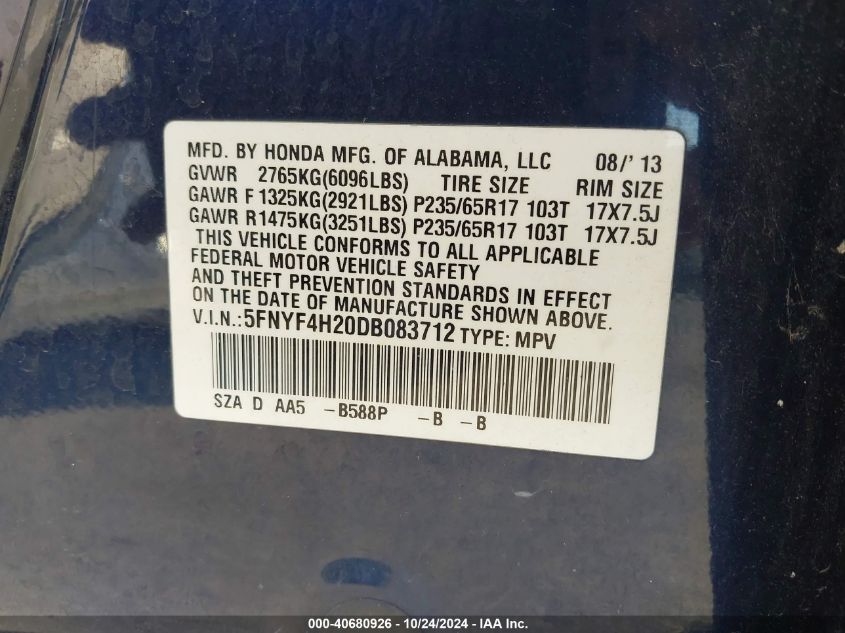 MFD. BY HONDA MFG. OF ALABAMA, LLC 08/' 13
GVWR 2765KG(6096LBS) TIRE SIZE RIM SIZE
GAWR F 1325KG(2921LBS) P235/65R17 103T 17X7.5J
GAWR R1475KG(3251LBS) P235/65R17 103T 17X7.5J
THIS VEHICLE CONFORMS TO ALL APPLICABLE
FEDERAL MOTOR VEHICLE SAFETY
AND THEFT PREVENTION STANDARDS IN EFFECT
ON THE DATE OF MANUFACTURE SHOWN ABOVE.
V.I.N.:5FNYF4H20DB083712 TYPE: MPV
SZA D AA5 -B588P -B -B
000-40680926 - 10/24/2024 - IAA Inc.